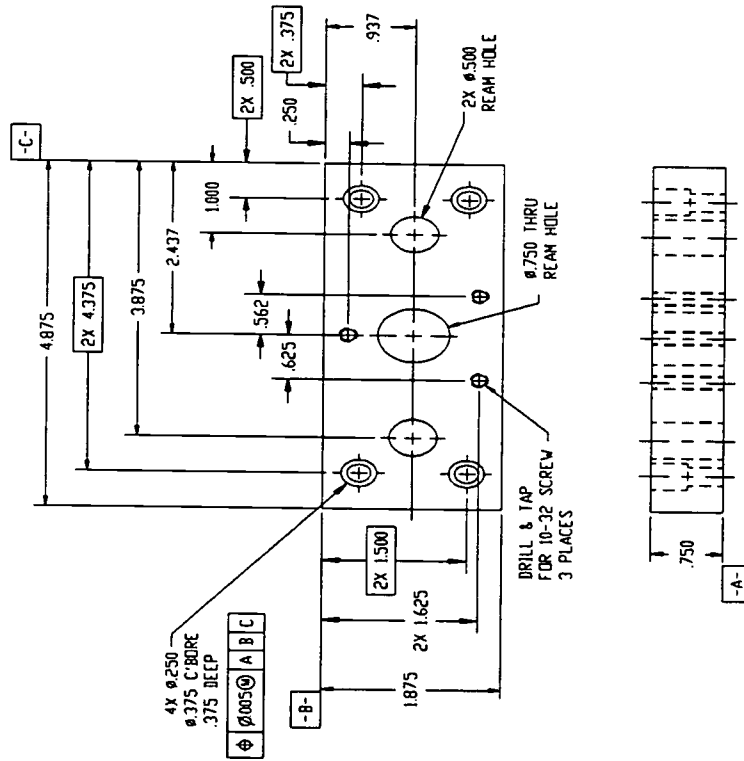 -C-
4.875
2X 4.375
3.875
2.437
1.000
2X .500
.562
.625
.250
2X .375
.937
2X ø.500
REAM HOLE
ø.750 THRU
REAM HOLE
DRILL & TAP
FOR 10-32 SCREW
3 PLACES
4X ø.250
ø.375 C'BORE
.375 DEEP
⌖ Ø.005Ⓜ A B C
-B-
2X 1.500
2X 1.625
1.875
.750
-A-